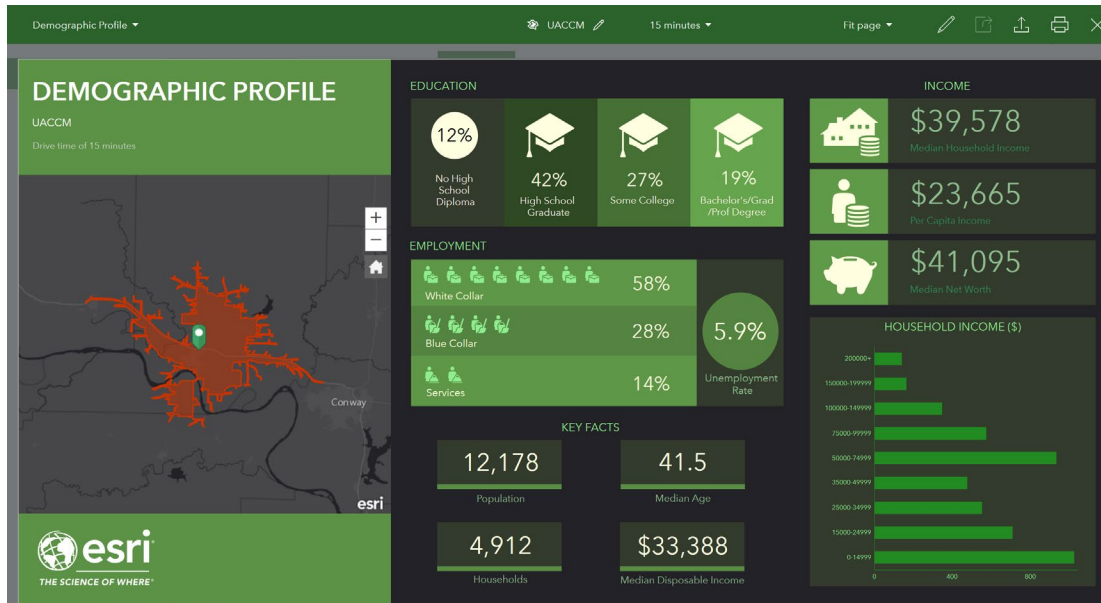 Demographic Profile
UACCM
15 minutes
Fit page
DEMOGRAPHIC PROFILE
UACCM
Drive time of 15 minutes
+
−
Conway
esri
esri
THE SCIENCE OF WHERE®
EDUCATION
12%
No High
School
Diploma
42%
High School
Graduate
27%
Some College
19%
Bachelor's/Grad
/Prof Degree
EMPLOYMENT
White Collar
58%
Blue Collar
28%
Services
14%
5.9%
Unemployment
Rate
KEY FACTS
12,178
Population
41.5
Median Age
4,912
Households
$33,388
Median Disposable Income
INCOME
$39,578
Median Household Income
$23,665
Per Capita Income
$41,095
Median Net Worth
HOUSEHOLD INCOME ($)
200000+
150000-199999
100000-149999
75000-99999
50000-74999
35000-49999
25000-34999
15000-24999
0-14999
0
400
800